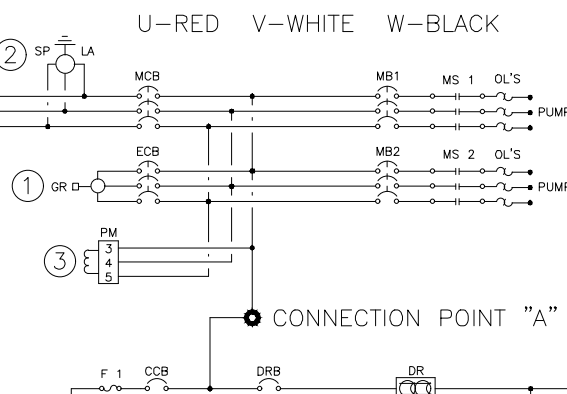 U-RED V-WHITE W-BLACK
2 SP LA
MCB MB1 MS 1 OL'S
PUMP
ECB MB2 MS 2 OL'S
1 GR PUMP
PM
3
3 4
5
CONNECTION POINT "A"
F 1 CCB DRB DR